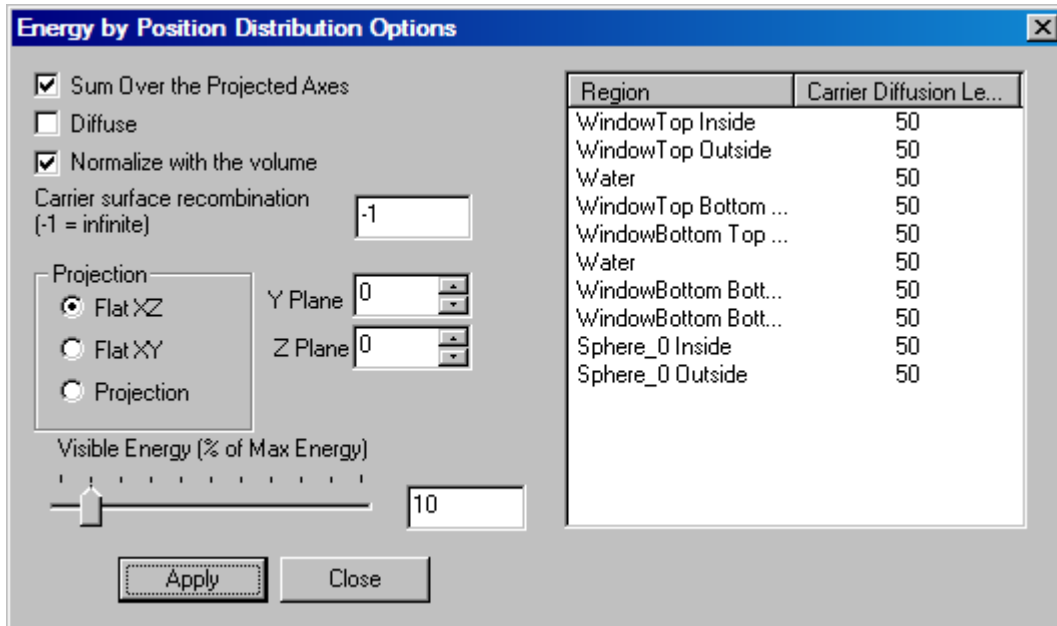 Energy by Position Distribution Options
Sum Over the Projected Axes
Diffuse
Normalize with the volume
Carrier surface recombination
(-1 = infinite)
-1
Projection
Flat XZ
Flat XY
Projection
Y Plane 0
Z Plane 0
Visible Energy (% of Max Energy)
10
Apply Close
Region Carrier Diffusion Le...
WindowTop Inside 50
WindowTop Outside 50
Water 50
WindowTop Bottom ... 50
WindowBottom Top ... 50
Water 50
WindowBottom Bott... 50
WindowBottom Bott... 50
Sphere_0 Inside 50
Sphere_0 Outside 50